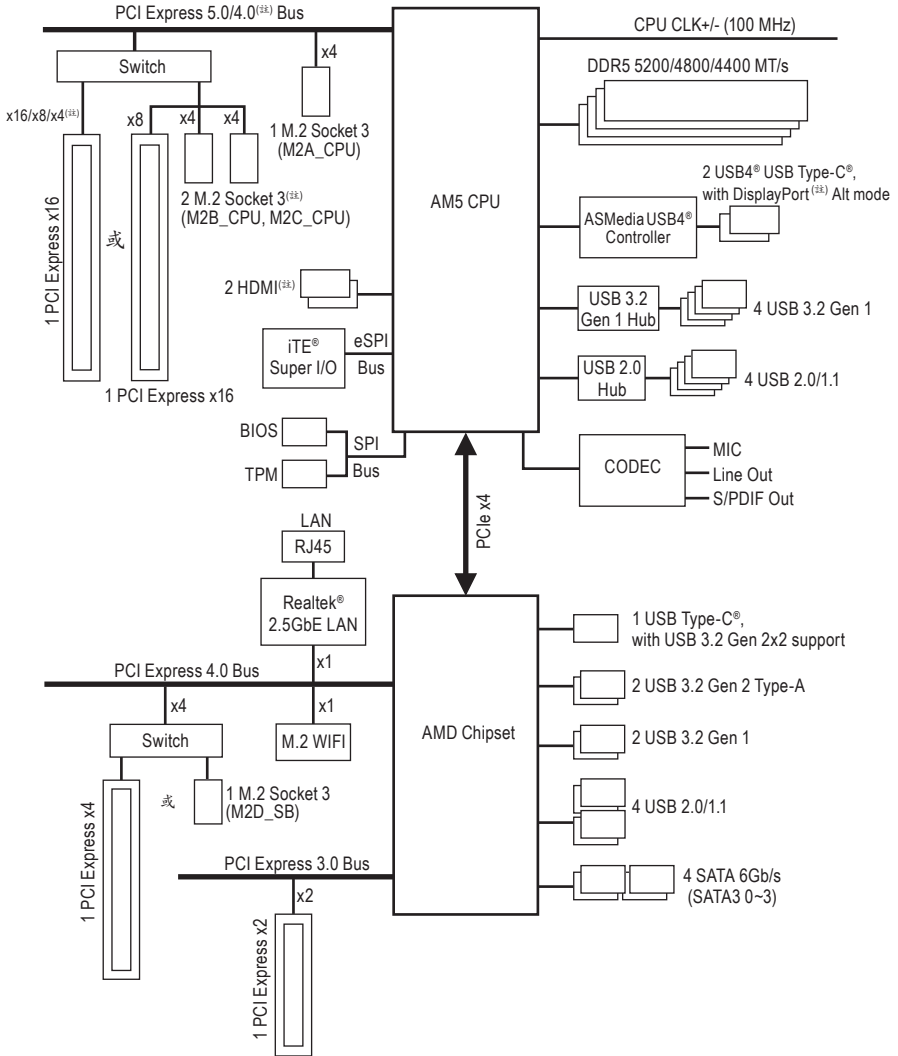 PCI Express 5.0/4.0(註) Bus
CPU CLK+/- (100 MHz)
x4
DDR5 5200/4800/4400 MT/s
Switch
x16/x8/x4(註)
x8
x4
x4
1 M.2 Socket 3
(M2A_CPU)
2 USB4® USB Type-C®,
with DisplayPort(註) Alt mode
2 M.2 Socket 3(註)
(M2B_CPU, M2C_CPU)
AM5 CPU
ASMedia USB4®
Controller
1 PCI Express x16
或
1 PCI Express x16
2 HDMI(註)
USB 3.2
Gen 1 Hub
4 USB 3.2 Gen 1
iTE®
Super I/O
eSPI
Bus
USB 2.0
Hub
4 USB 2.0/1.1
BIOS
TPM
SPI
Bus
CODEC
MIC
Line Out
S/PDIF Out
PCIe x4
LAN
RJ45
Realtek®
2.5GbE LAN
x1
1 USB Type-C®,
with USB 3.2 Gen 2x2 support
PCI Express 4.0 Bus
2 USB 3.2 Gen 2 Type-A
x4
x1
Switch
M.2 WIFI
AMD Chipset
2 USB 3.2 Gen 1
1 PCI Express x4
或
1 M.2 Socket 3
(M2D_SB)
4 USB 2.0/1.1
PCI Express 3.0 Bus
x2
4 SATA 6Gb/s
(SATA3 0~3)
1 PCI Express x2